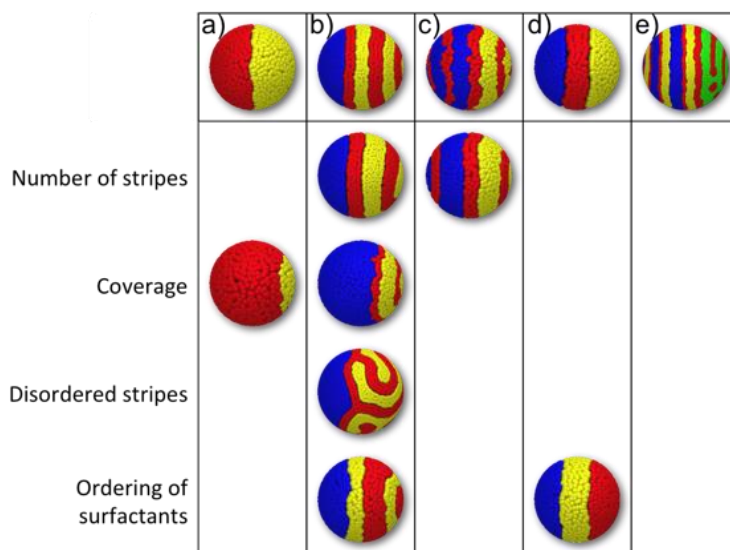 a) b) c) d) e)
Number of stripes
Coverage
Disordered stripes
Ordering of
surfactants